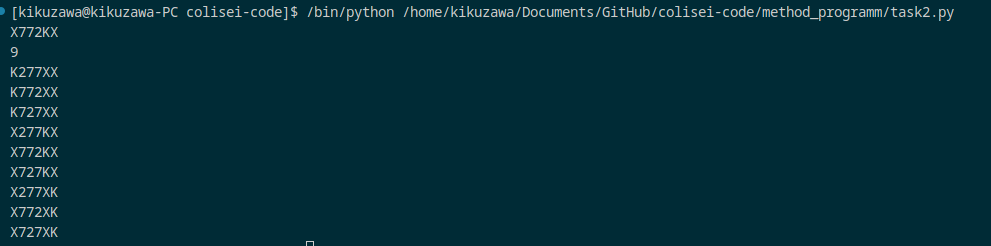 [kikuzawa@kikuzawa-PC colisei-code]$ /bin/python /home/kikuzawa/Documents/GitHub/colisei-code/method_programm/task2.py
X772KX
9
K277XX
K772XX
K727XX
X277KX
X772KX
X727KX
X277XK
X772XK
X727XK